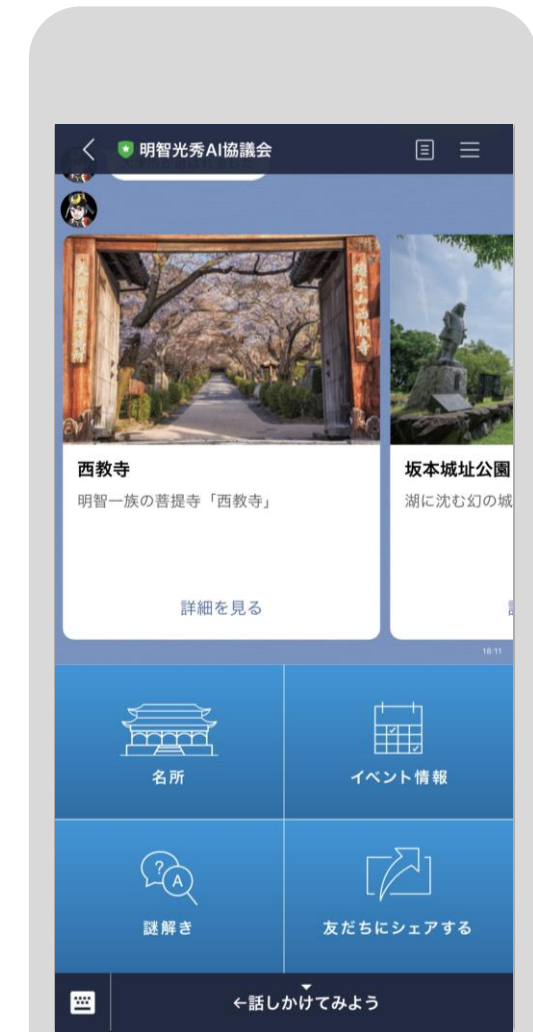 明智光秀AI協議会
西教寺
明智一族の菩提寺「西教寺」
詳細を見る
坂本城址公園
湖に沈む幻の城
16:11
名所
イベント情報
謎解き
友だちにシェアする
←話しかけてみよう